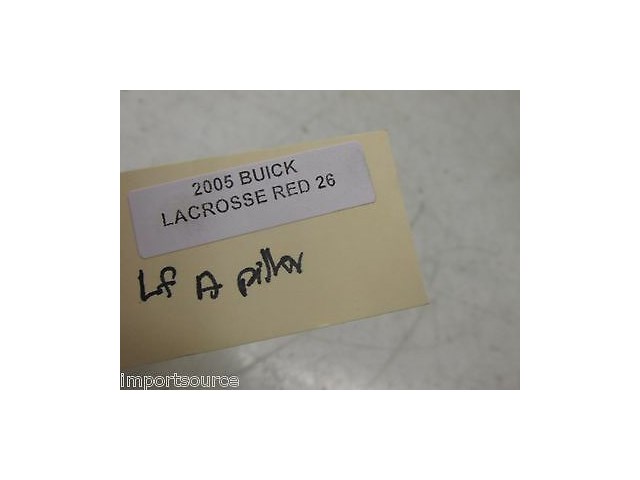 2005 BUICK
LACROSSE RED 26
Lf A pillar
importsource